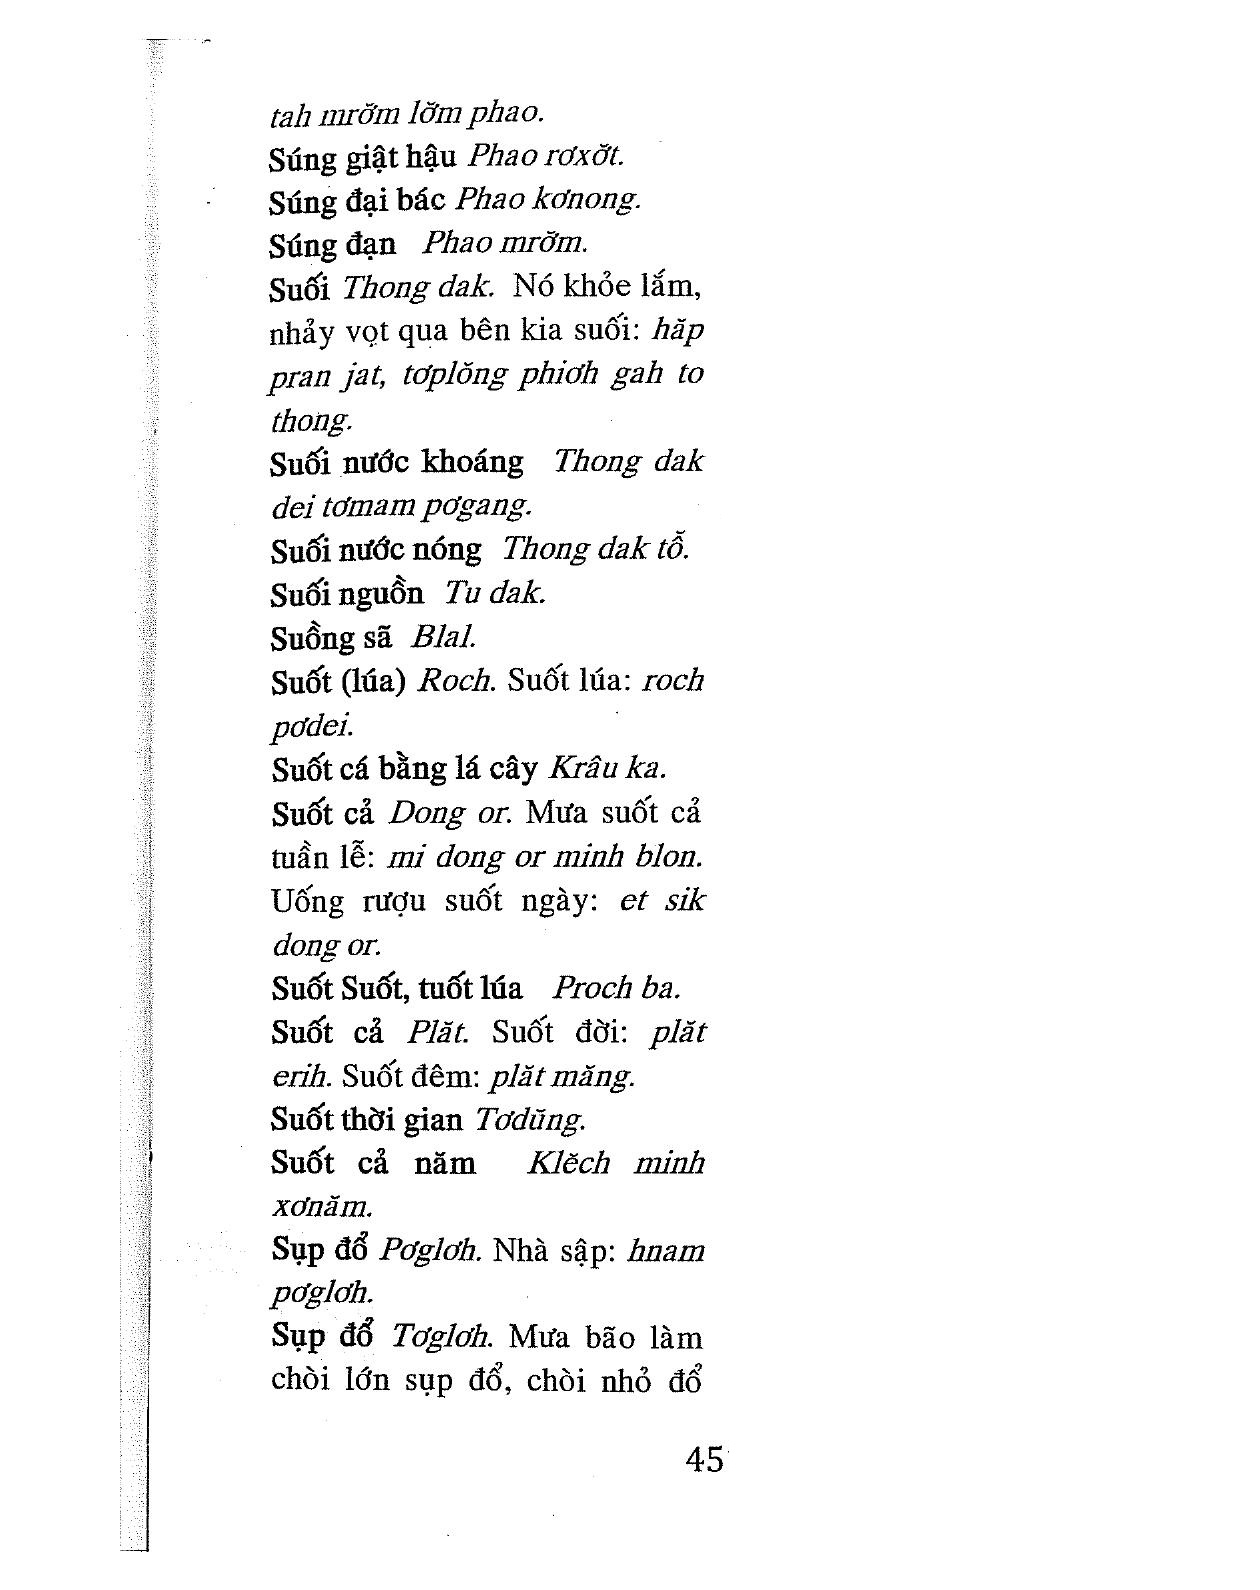 tah mrơ̆m lơ̆m phao.
Súng giật hậu Phao rơxơ̆t.
Súng đại bác Phao kơnong.
Súng đạn Phao mrơ̆m.
Suối Thong dak. Nó khỏe lắm,
nhảy vọt qua bên kia suối: hăp
pran jat, tơplŏng phiơh gah to
thong.
Suối nước khoáng Thong dak
dei tơmam pơgang.
Suối nước nóng Thong dak tô̆.
Suối nguồn Tu dak.
Suồng sã Blal.
Suốt (lúa) Roch. Suốt lúa: roch
pơdei.
Suốt cá bằng lá cây Krâu ka.
Suốt cả Dong or. Mưa suốt cả
tuần lễ: mi dong or minh blon.
Uống rượu suốt ngày: et sik
dong or.
Suốt Suốt, tuốt lúa Proch ba.
Suốt cả Plăt. Suốt đời: plăt
erih. Suốt đêm: plăt măng.
Suốt thời gian Tơdŭng.
Suốt cả năm Klĕch minh
xơnăm.
Sụp đổ Pơglơh. Nhà sập: hnam
pơglơh.
Sụp đổ Tơglơh. Mưa bão làm
chòi lớn sụp đổ, chòi nhỏ đổ
45